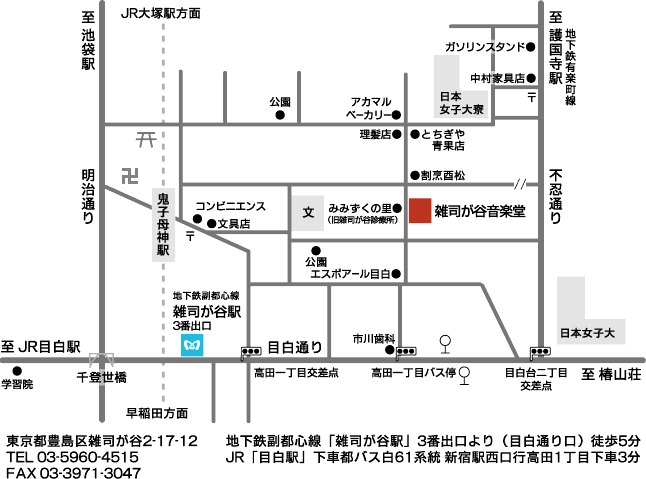 JR大塚駅方面
至 池袋駅
至 護国寺駅
地下鉄有楽町線
ガソリンスタンド
中村家具店
日本
女子大寮
〒
公園
アカマル
ベーカリー
理髪店
とちぎや
青果店
割烹酉松
明治通り
不忍通り
鬼子母神駅
コンビニエンス
文具店
〒
文
みみずくの里
(旧雑司が谷診療所)
雑司が谷音楽堂
公園
エスポアール目白
地下鉄副都心線
雑司が谷駅
3番出口
日本女子大
至 JR目白駅
目白通り
市川歯科
学習院
千登世橋
高田一丁目交差点
高田一丁目バス停
目白台二丁目
交差点
至 椿山荘
早稲田方面
東京都豊島区雑司が谷2-17-12
TEL 03-5960-4515
FAX 03-3971-3047
地下鉄副都心線「雑司が谷駅」3番出口より（目白通り口）徒歩5分
JR「目白駅」下車都バス白61系統 新宿駅西口行高田1丁目下車3分